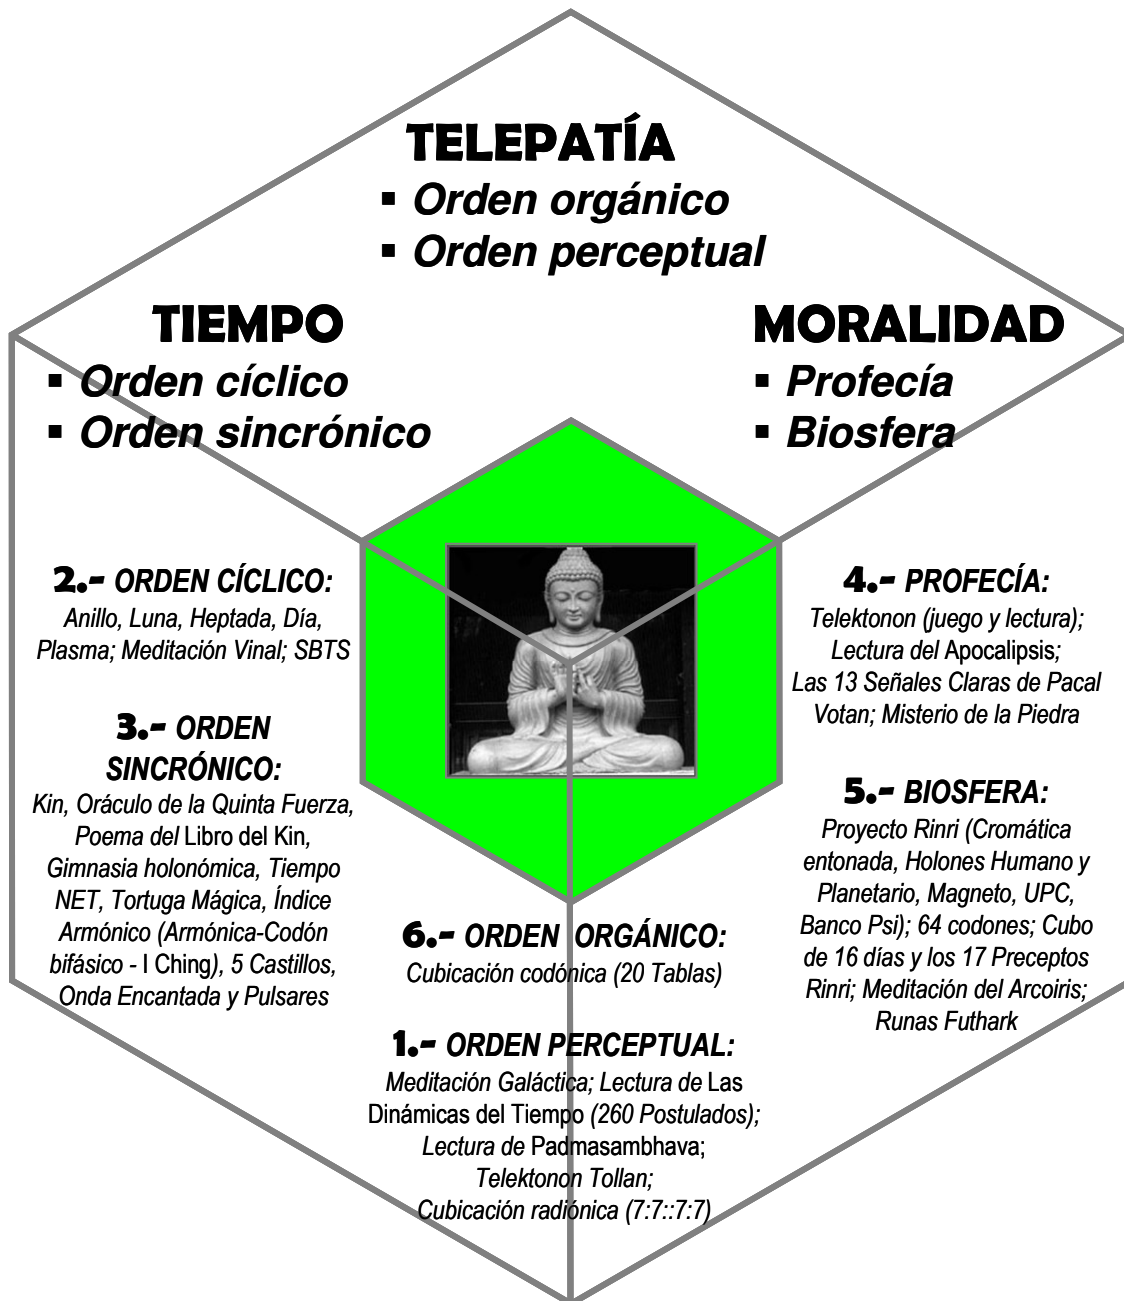 TELEPATÍA
▪ Orden orgánico
▪ Orden perceptual
TIEMPO
▪ Orden cíclico
▪ Orden sincrónico
MORALIDAD
▪ Profecía
▪ Biosfera
2.- ORDEN CÍCLICO:
Anillo, Luna, Heptada, Día,
Plasma; Meditación Vinal; SBTS
3.- ORDEN
SINCRÓNICO:
Kin, Oráculo de la Quinta Fuerza,
Poema del Libro del Kin,
Gimnasia holonómica, Tiempo
NET, Tortuga Mágica, Índice
Armónico (Armónica-Codón
bifásico - I Ching), 5 Castillos,
Onda Encantada y Pulsares
4.- PROFECÍA:
Telektonon (juego y lectura);
Lectura del Apocalipsis;
Las 13 Señales Claras de Pacal
Votan; Misterio de la Piedra
5.- BIOSFERA:
Proyecto Rinri (Cromática
entonada, Holones Humano y
Planetario, Magneto, UPC,
Banco Psi); 64 codones; Cubo
de 16 días y los 17 Preceptos
Rinri; Meditación del Arcoiris;
Runas Futhark
6.- ORDEN ORGÁNICO:
Cubicación codónica (20 Tablas)
1.- ORDEN PERCEPTUAL:
Meditación Galáctica; Lectura de Las
Dinámicas del Tiempo (260 Postulados);
Lectura de Padmasambhava;
Telektonon Tollan;
Cubicación radiónica (7:7::7:7)